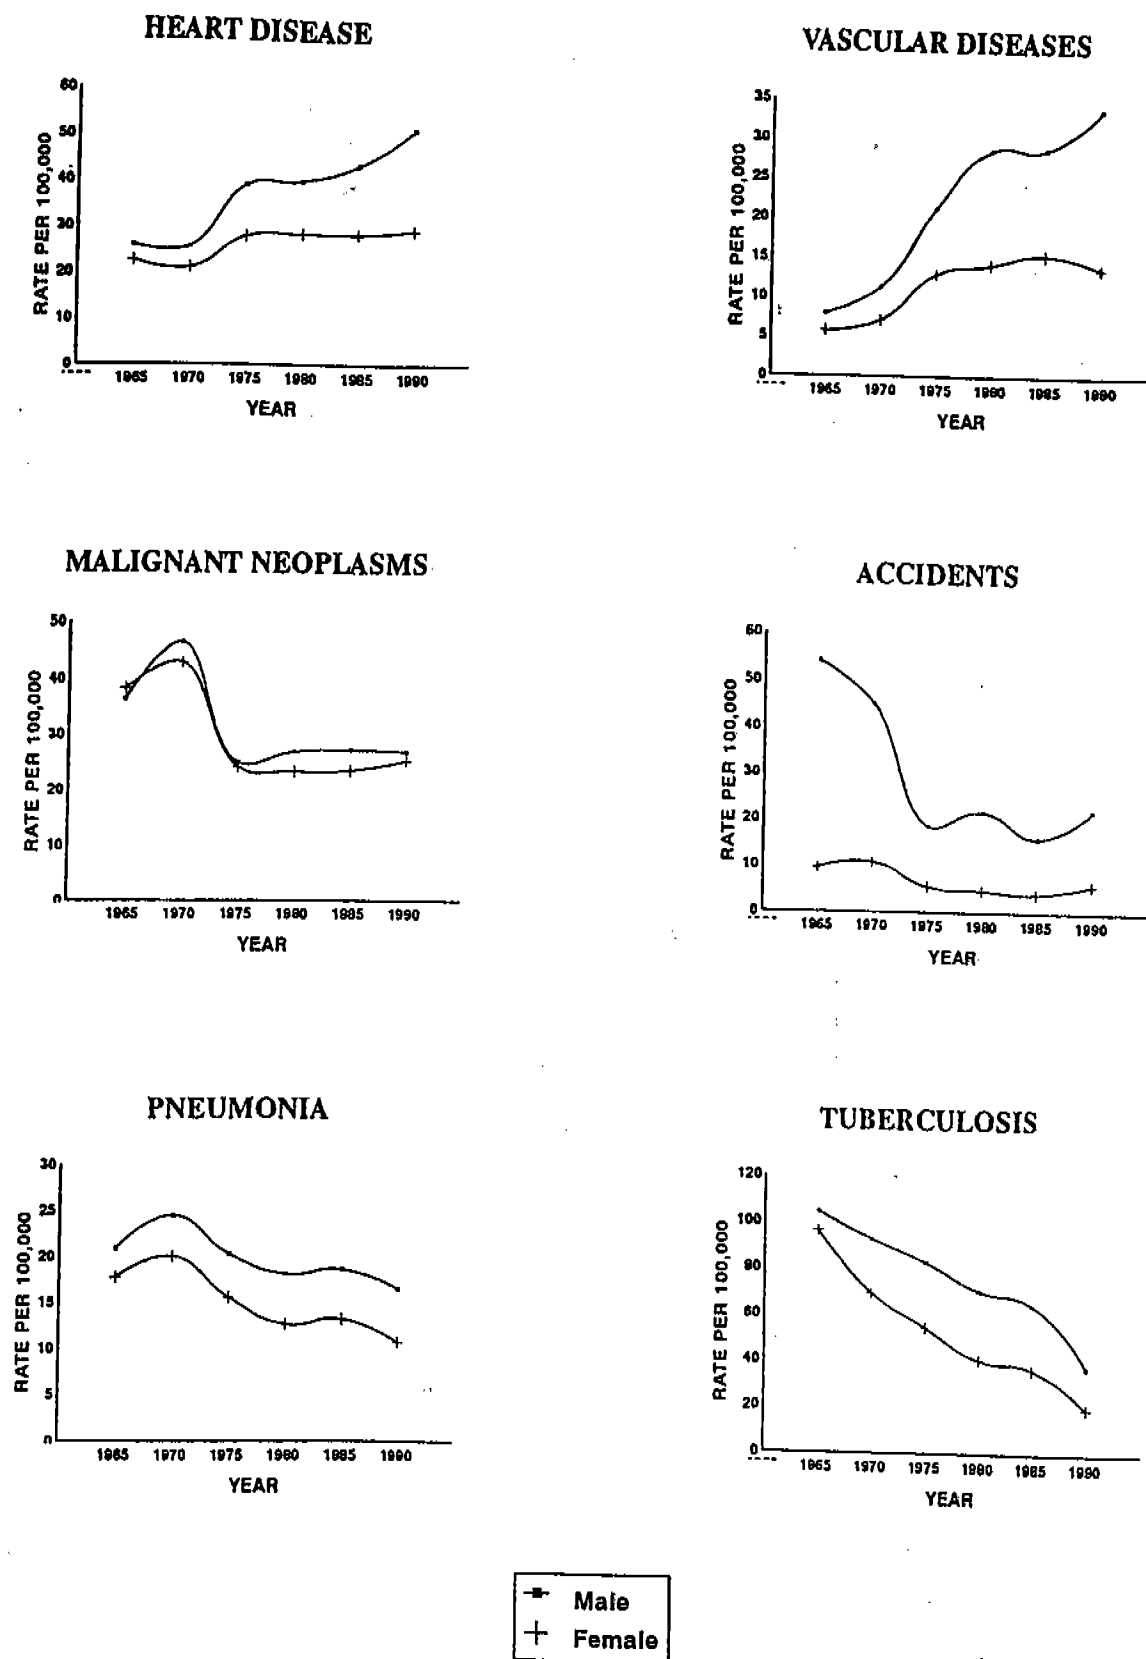 HEART DISEASE
60
50
40
30
20
10
0
RATE PER 100,000
1965 1970 1975 1980 1985 1990
YEAR
VASCULAR DISEASES
35
30
25
20
15
10
5
0
RATE PER 100,000
1965 1970 1975 1980 1985 1990
YEAR
MALIGNANT NEOPLASMS
50
40
30
20
10
0
RATE PER 100,000
1965 1970 1975 1980 1985 1990
YEAR
ACCIDENTS
60
50
40
30
20
10
0
RATE PER 100,000
1965 1970 1975 1980 1985 1990
YEAR
PNEUMONIA
30
25
20
15
10
5
0
RATE PER 100,000
1965 1970 1975 1980 1985 1990
YEAR
TUBERCULOSIS
120
100
80
60
40
20
0
RATE PER 100,000
1965 1970 1975 1980 1985 1990
YEAR
Male
Female